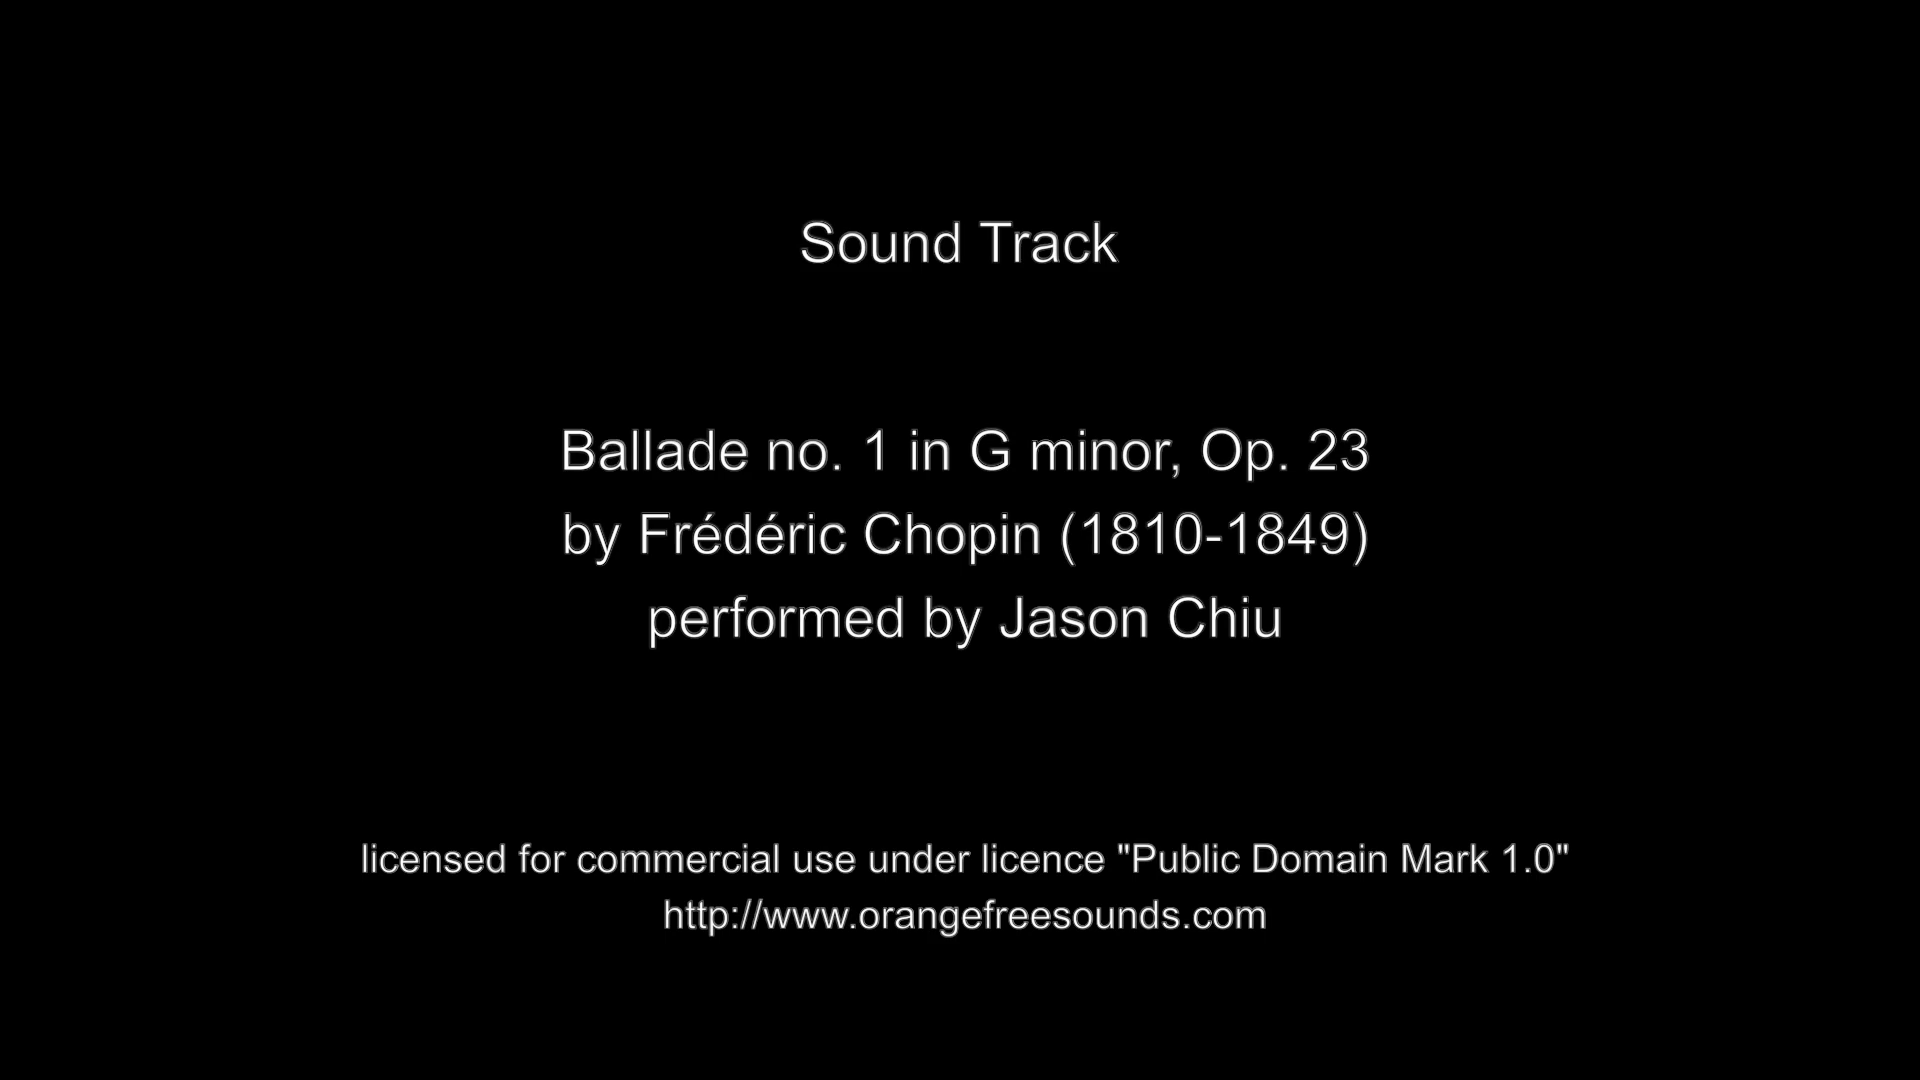 Sound Track
Ballade no. 1 in G minor, Op. 23
by Frédéric Chopin (1810-1849)
performed by Jason Chiu
licensed for commercial use under licence "Public Domain Mark 1.0"
http://www.orangefreesounds.com